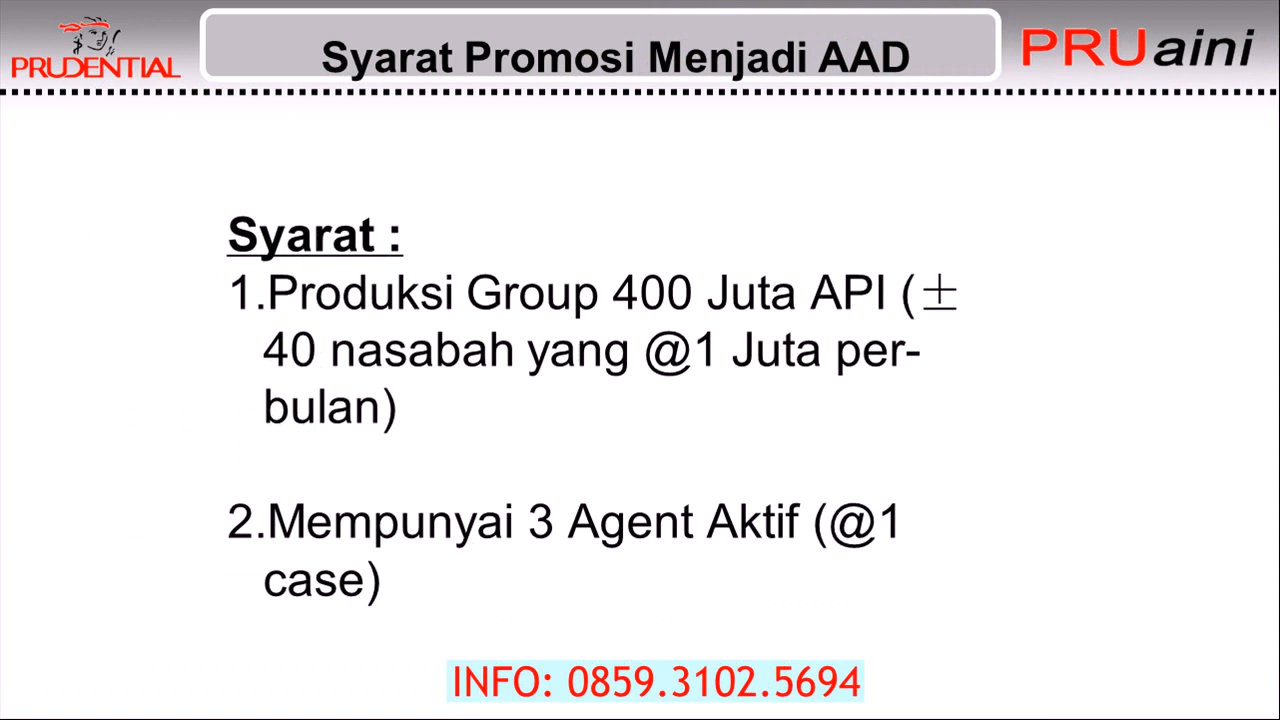 PRUDENTIAL
Syarat Promosi Menjadi AAD
PRUaini
Syarat :
1.Produksi Group 400 Juta API (±
40 nasabah yang @1 Juta per-
bulan)
2.Mempunyai 3 Agent Aktif (@1
case)
INFO: 0859.3102.5694